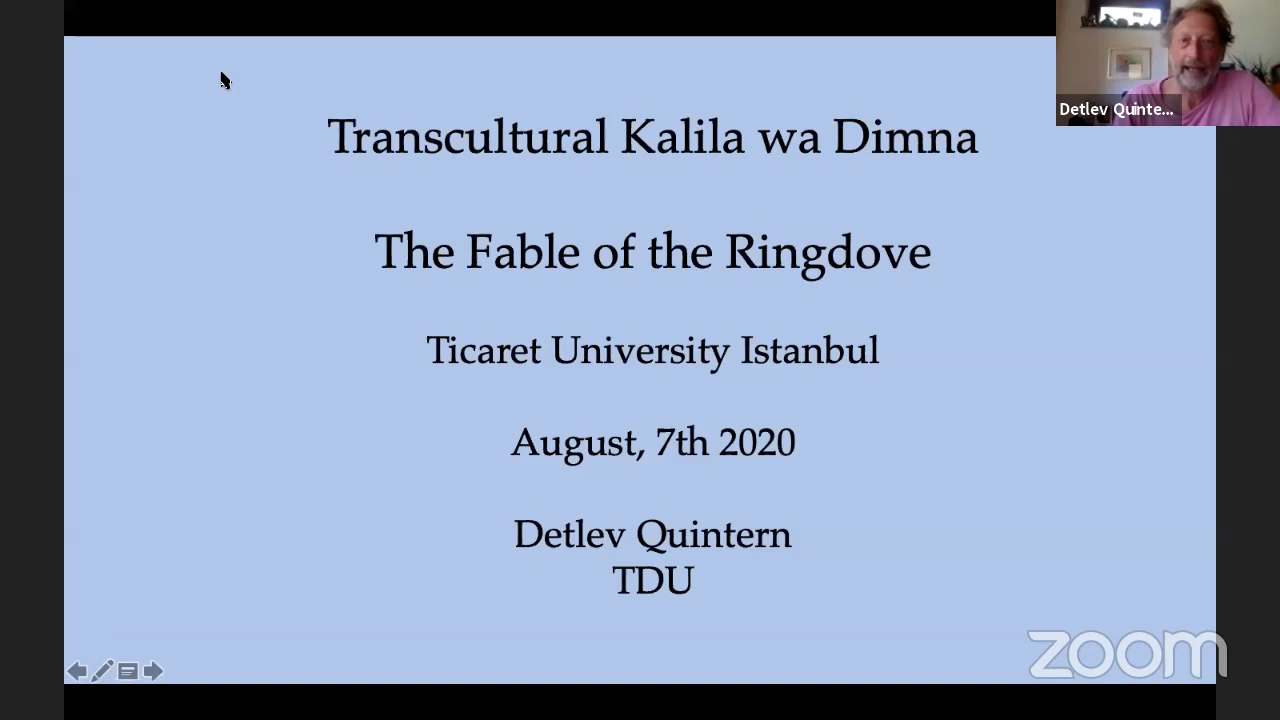 Transcultural Kalila wa Dimna
Detlev Quinte...
The Fable of the Ringdove
Ticaret University Istanbul
August, 7th 2020
Detlev Quintern
TDU
zoom